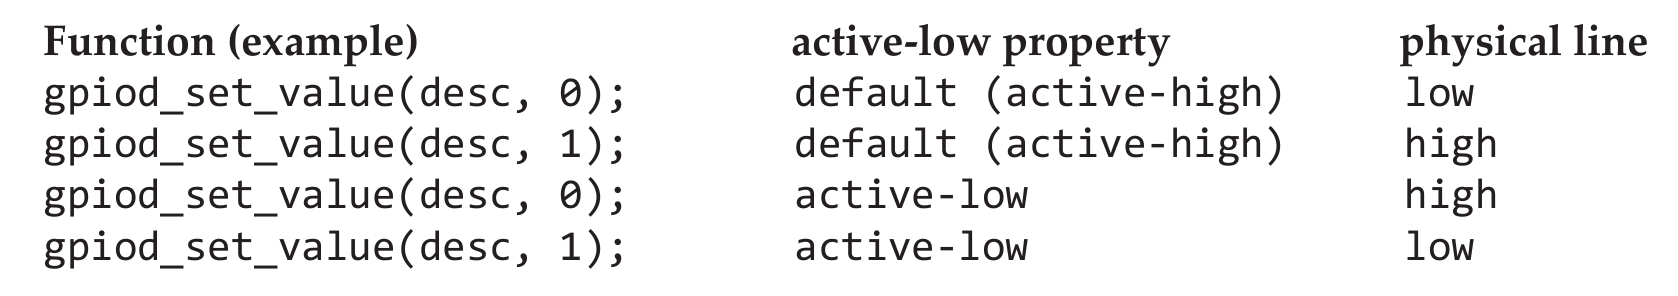 Function (example) active-low property physical line
gpiod_set_value(desc, 0); default (active-high) low
gpiod_set_value(desc, 1); default (active-high) high
gpiod_set_value(desc, 0); active-low high
gpiod_set_value(desc, 1); active-low low